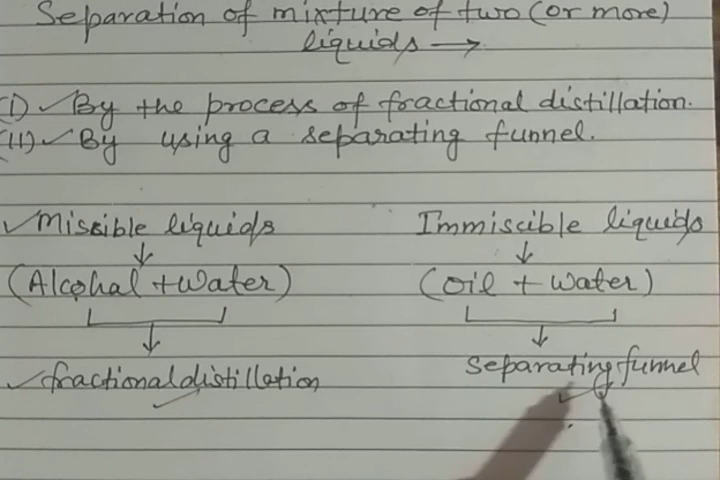 Separation of mixture of two (or more)
liquids →
(I) ✓ By the process of fractional distillation.
(II) ✓ By using a separating funnel.
✓ Missible liquids Immiscible liquids
↓ ↓
(Alcohal + water) (Oil + water)
↓ ↓
✓ fractional distillation Separating funnel